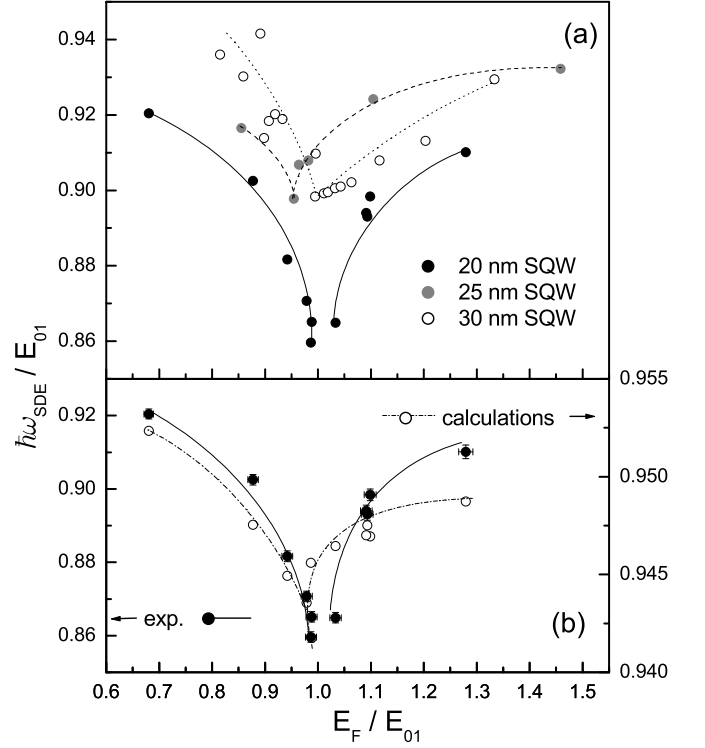 (a)
0.94
0.92
0.90
0.88
0.86
20 nm SQW
25 nm SQW
30 nm SQW
ħω_SDE / E_01
0.955
0.950
0.945
0.940
calculations
0.92
0.90
0.88
0.86
exp.
(b)
0.6 0.7 0.8 0.9 1.0 1.1 1.2 1.3 1.4 1.5
E_F / E_01